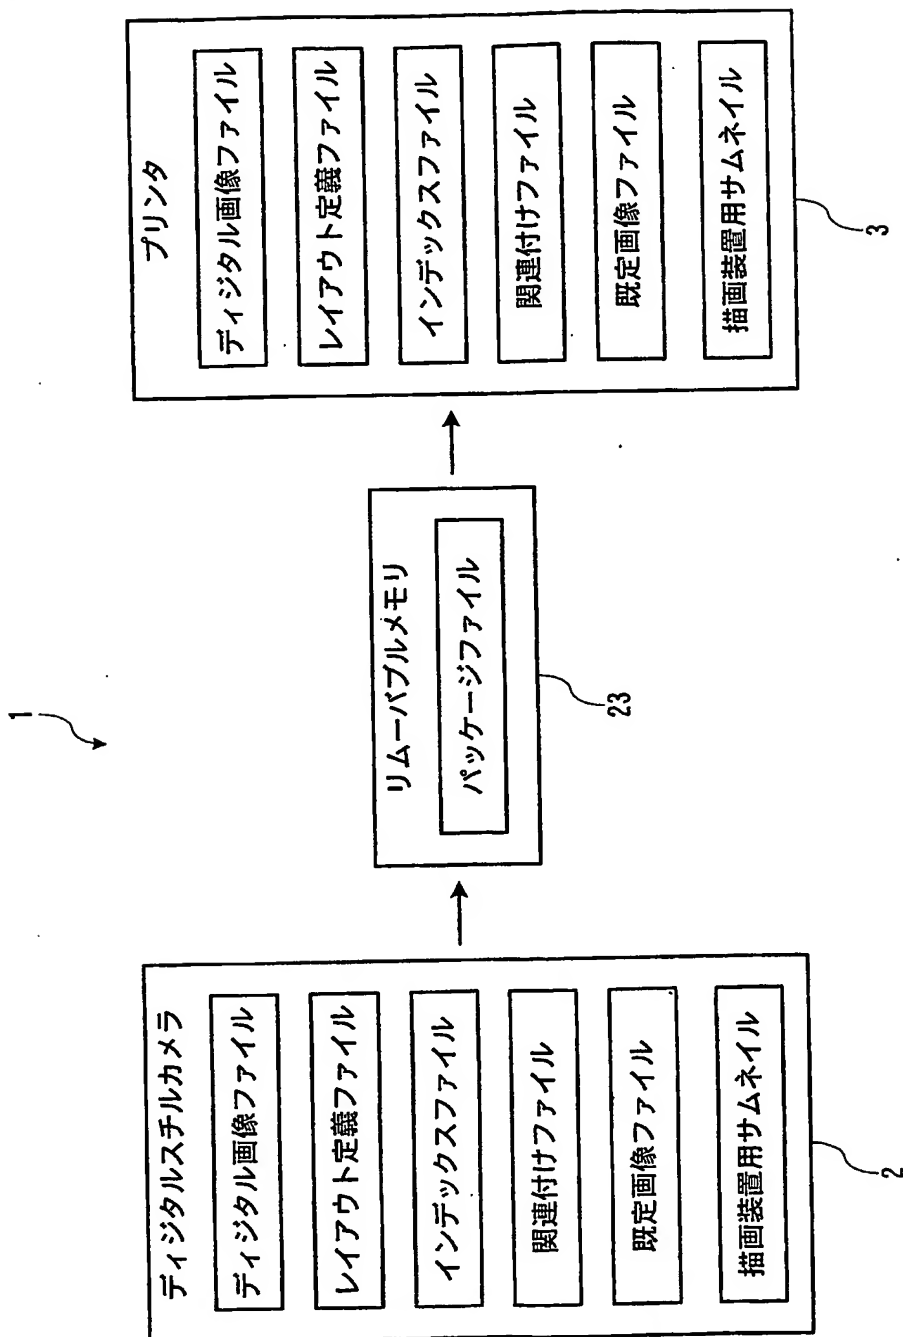 1
ディジタルスチルカメラ
ディジタル画像ファイル
レイアウト定義ファイル
インデックスファイル
関連付けファイル
既定画像ファイル
描画装置用サムネイル
2
リムーバブルメモリ
パッケージファイル
23
プリンタ
ディジタル画像ファイル
レイアウト定義ファイル
インデックスファイル
関連付けファイル
既定画像ファイル
描画装置用サムネイル
3